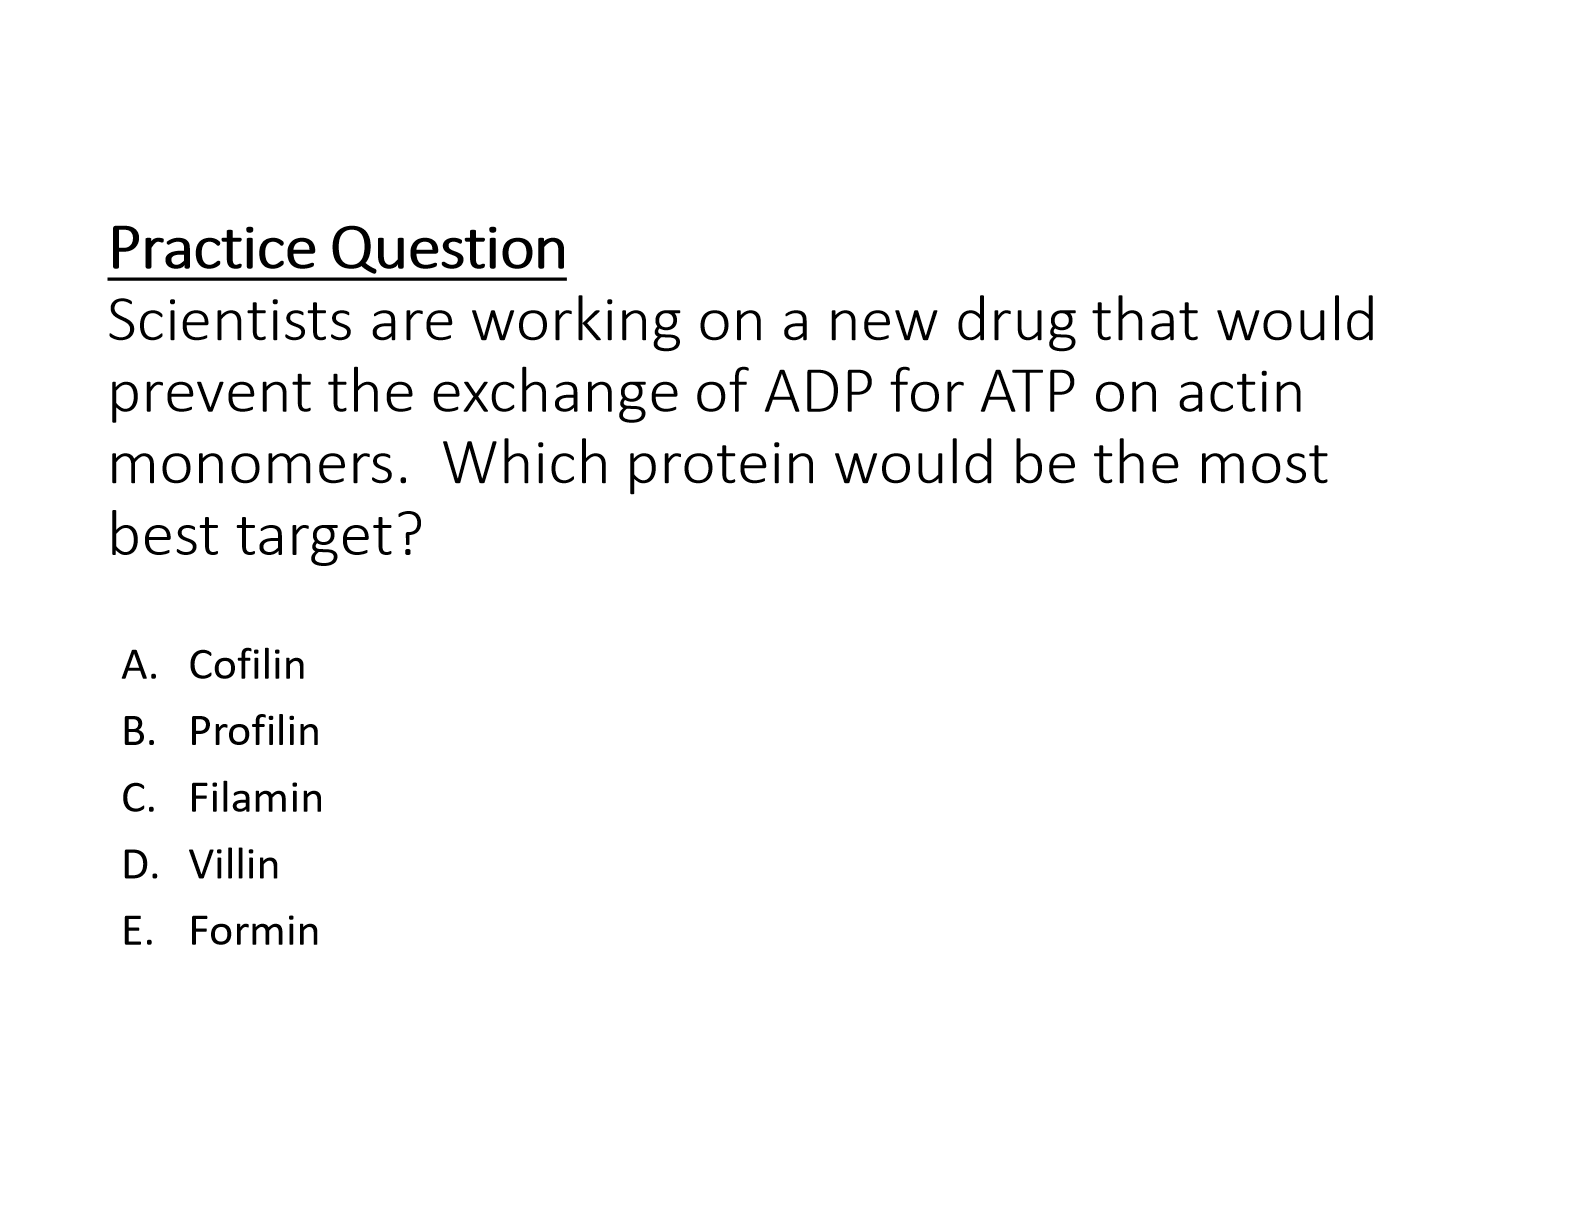 Practice Question
Scientists are working on a new drug that would
prevent the exchange of ADP for ATP on actin
monomers.  Which protein would be the most
best target?
A. Cofilin
B. Profilin
C. Filamin
D. Villin
E. Formin